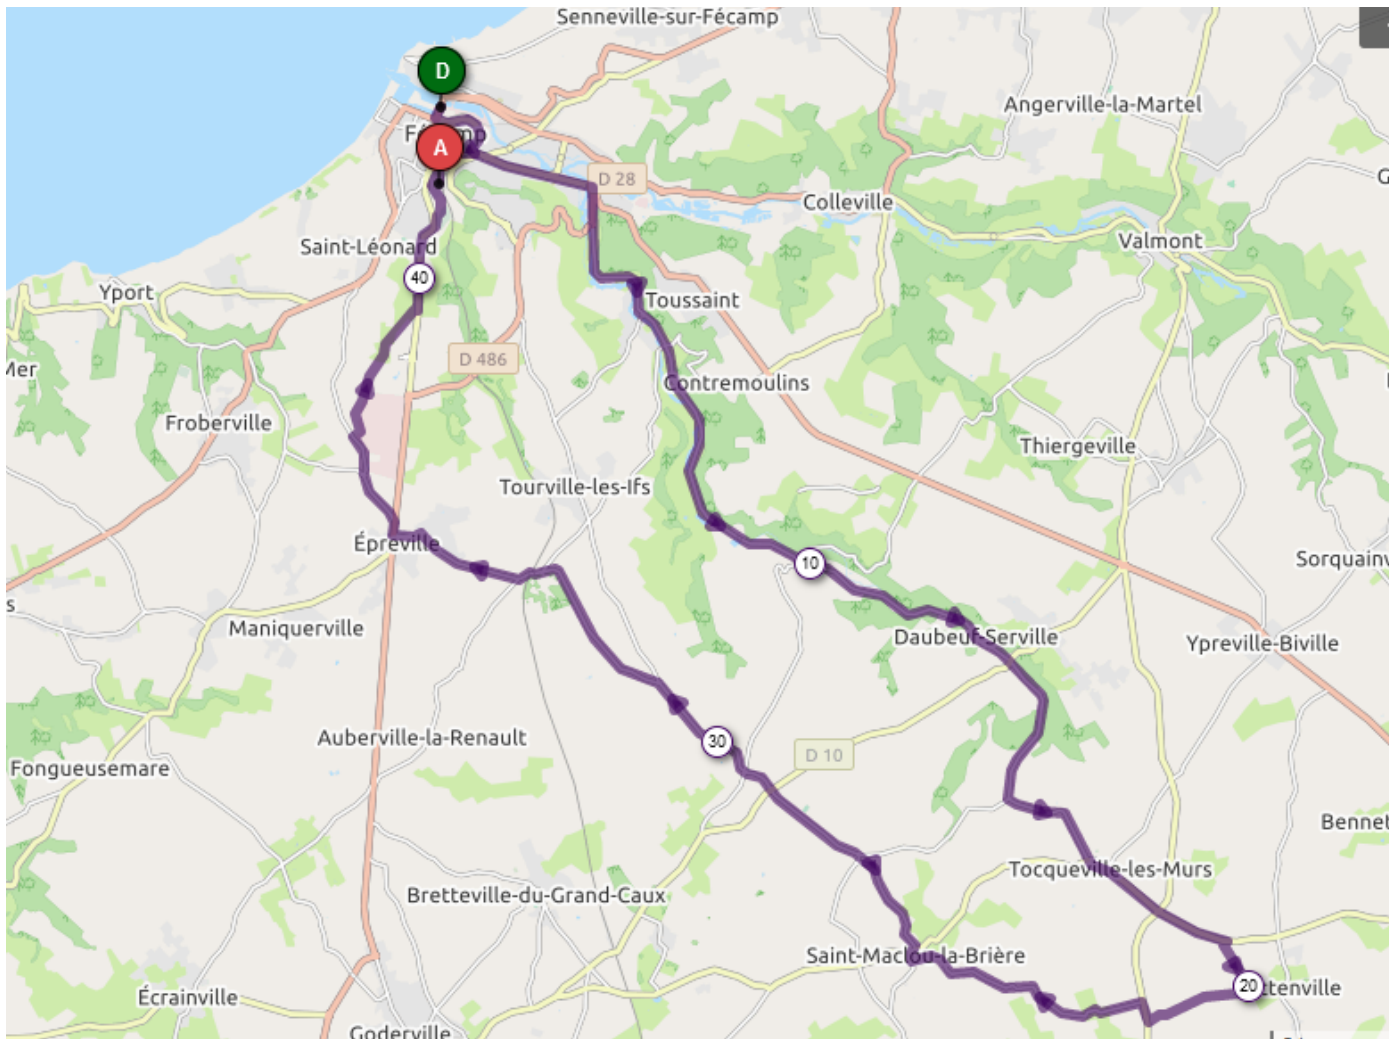 Senneville-sur-Fécamp
D
Angerville-la-Martel
A
D 28
Colleville
Saint-Léonard
Valmont
40
Yport
Toussaint
D 486
Mer
Contremoulins
Froberville
Thiergeville
Tourville-les-Ifs
Épreville
10
Maniquerville
Daubeuf-Serville
Ypreville-Biville
Auberville-la-Renault
30
D 10
Fongueusemare
Tocqueville-les-Murs
Bretteville-du-Grand-Caux
Saint-Maclou-la-Brière
Écrainville
20
ttenville
Goderville